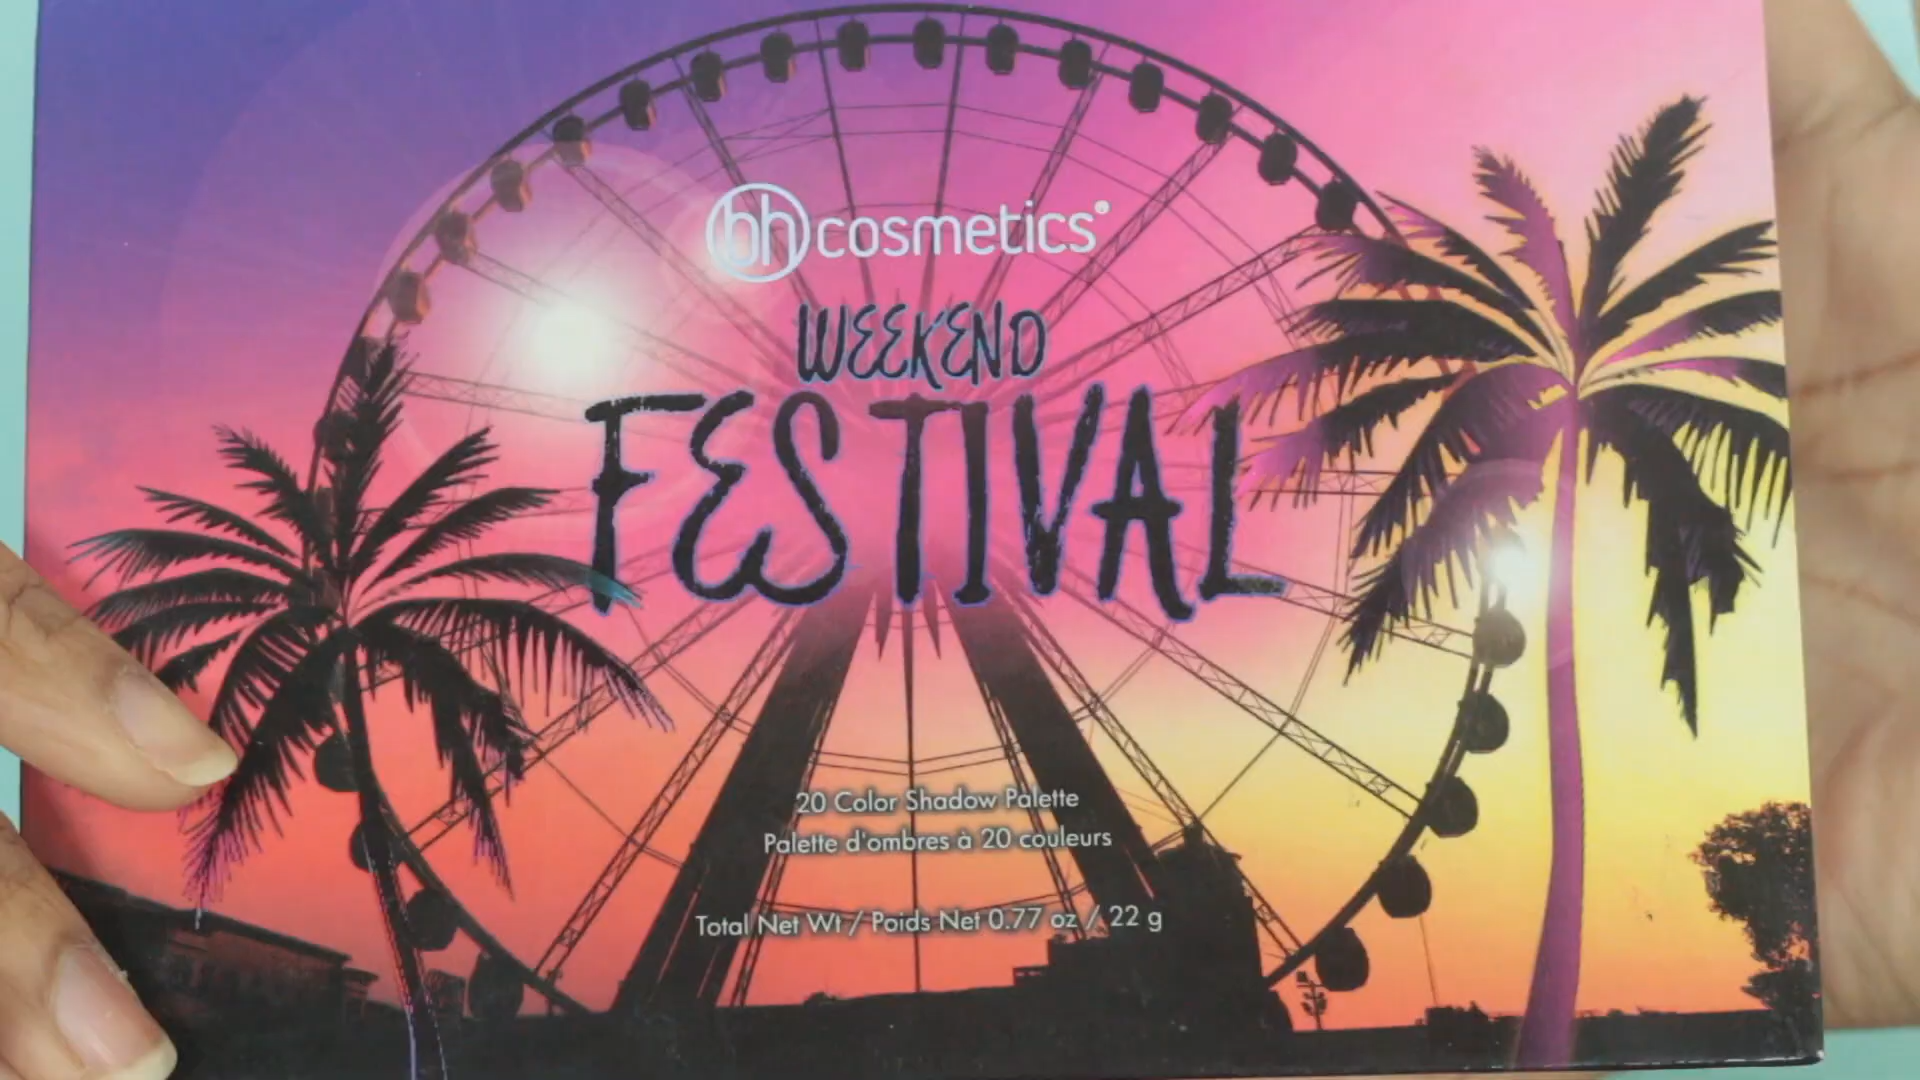 bh cosmetics®
WEEKEND
FESTIVAL
20 Color Shadow Palette
Palette d'ombres à 20 couleurs
Total Net Wt / Poids Net 0.77 oz / 22 g